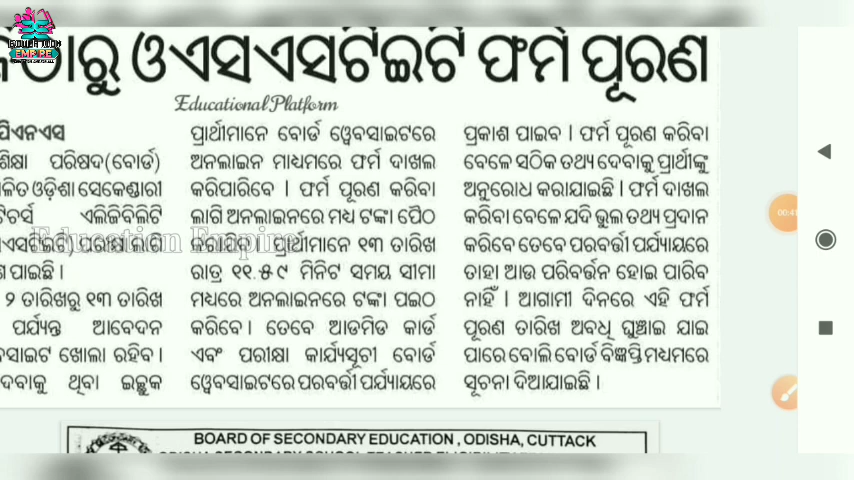 ଠାରୁ ଓଏସଏସଟିଇଟି ଫର୍ମ ପୂରଣ
Educational Platform
EMPIRE
ପିଏନଏସ
ଶିକ୍ଷା ପରିଷଦ(ବୋର୍ଡ)
ଓଡ଼ିଶା ସେକେଣ୍ଡାରୀ
ଟିଚର୍ସ ଏଲିଜିବିଲିଟି
ପାଇଛି ।
୨ ତାରିଖରୁ ୧୩ ତାରିଖ
ପର୍ଯ୍ୟନ୍ତ ଆବେଦନ
ଖୋଲା ରହିବ ।
ଦେବାକୁ ଥିବା ଇଚ୍ଛୁକ
ପ୍ରାର୍ଥୀମାନେ ବୋର୍ଡ ୱେବସାଇଟରେ
ଅନଲାଇନ ମାଧ୍ୟମରେ ଫର୍ମ ଦାଖଲ
କରିପାରିବେ । ଫର୍ମ ପୂରଣ କରିବା
ଲାଗି ଅନଲାଇନରେ ମଧ୍ୟ ଟଙ୍କା ପୈଠ
Education Empire
ପ୍ରାର୍ଥୀମାନେ ୧୩ ତାରିଖ
ରାତ୍ର ୧୧.୫୯ ମିନିଟ ସମୟ ସୀମା
ମଧ୍ୟରେ ଅନଲାଇନରେ ଟଙ୍କା ପଇଠ
କରିବେ । ତେବେ ଆଡମିଡ କାର୍ଡ
ଏବଂ ପରୀକ୍ଷା କାର୍ଯ୍ୟସୂଚୀ ବୋର୍ଡ
ୱେବସାଇଟରେ ପରବର୍ତ୍ତୀ ପର୍ଯ୍ୟାୟରେ
ପ୍ରକାଶ ପାଇବ । ଫର୍ମ ପୂରଣ କରିବା
ବେଳେ ସଠିକ ତଥ୍ୟ ଦେବାକୁ ପ୍ରାର୍ଥୀଙ୍କୁ
ଅନୁରୋଧ କରାଯାଇଛି । ଫର୍ମ ଦାଖଲ
କରିବା ବେଳେ ଯଦି ଭୁଲ ତଥ୍ୟ ପ୍ରଦାନ
କରିବେ ତେବେ ପରବର୍ତ୍ତୀ ପର୍ଯ୍ୟାୟରେ
ତାହା ଆଉ ପରିବର୍ତ୍ତନ ହୋଇ ପାରିବ
ନାହିଁ । ଆଗାମୀ ଦିନରେ ଏହି ଫର୍ମ
ପୂରଣ ତାରିଖ ଅବଧି ଘୁଞ୍ଚାଇ ଯାଇ
ପାରେ ବୋଲି ବୋର୍ଡ ବିଜ୍ଞପ୍ତି ମଧ୍ୟମରେ
ସୂଚନା ଦିଆଯାଇଛି ।
BOARD OF SECONDARY EDUCATION , ODISHA, CUTTACK